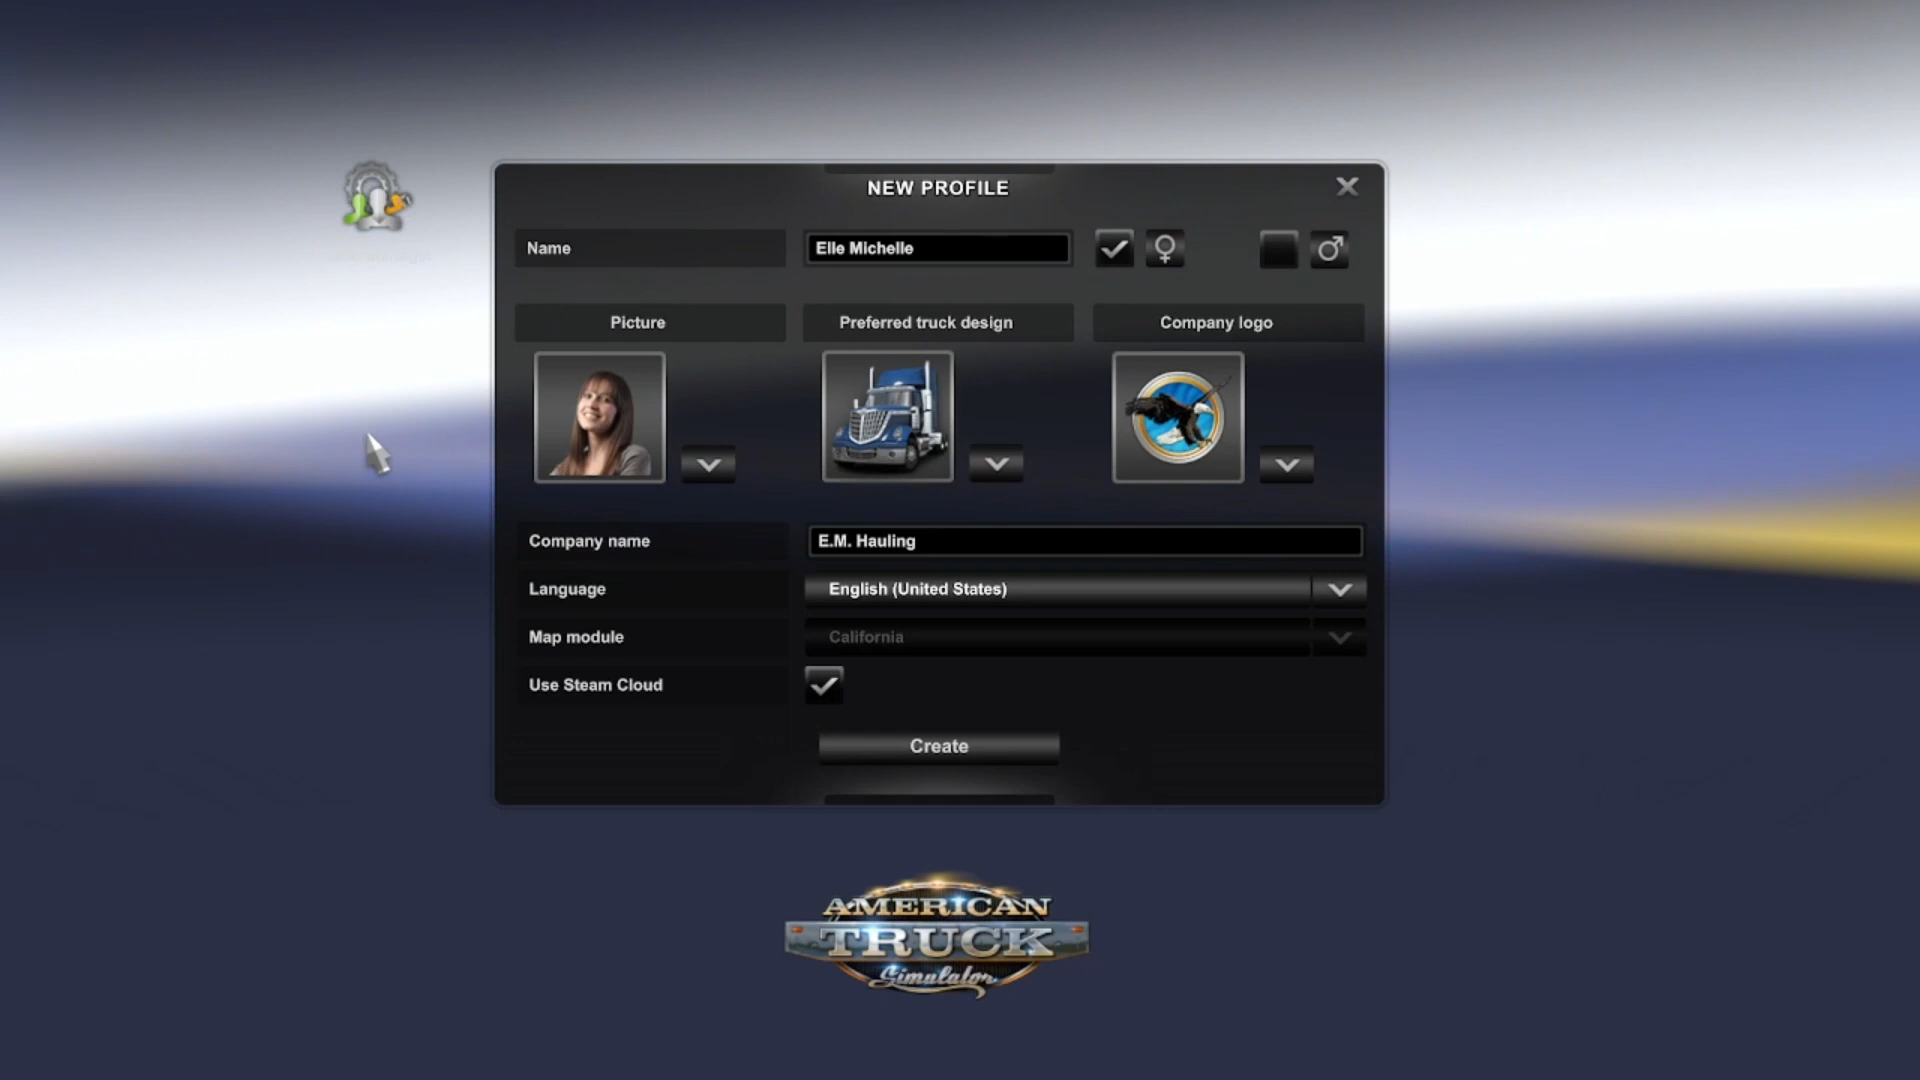 NEW PROFILE
Name
Elle Michelle
Picture
Preferred truck design
Company logo
Company name
E.M. Hauling
Language
English (United States)
Map module
California
Use Steam Cloud
Create
AMERICAN
TRUCK
Simulator